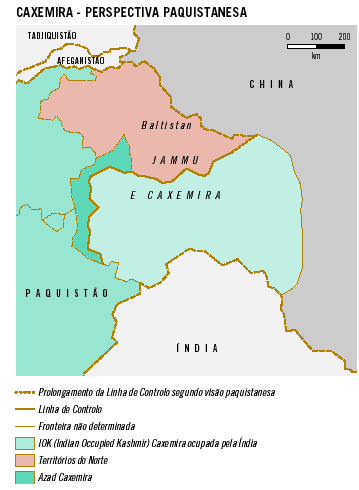 CAXEMIRA - PERSPECTIVA PAQUISTANESA
TADJIQUISTÃO
AFEGANISTÃO
0 100 200
km
CHINA
Baltistan
JAMMU
E CAXEMIRA
PAQUISTÃO
ÍNDIA
Prolongamento da Linha de Controlo segundo visão paquistanesa
Linha de Controlo
Fronteira não determinada
IOK (Indian Occupied Kashmir) Caxemira ocupada pela Índia
Territórios do Norte
Azad Caxemira